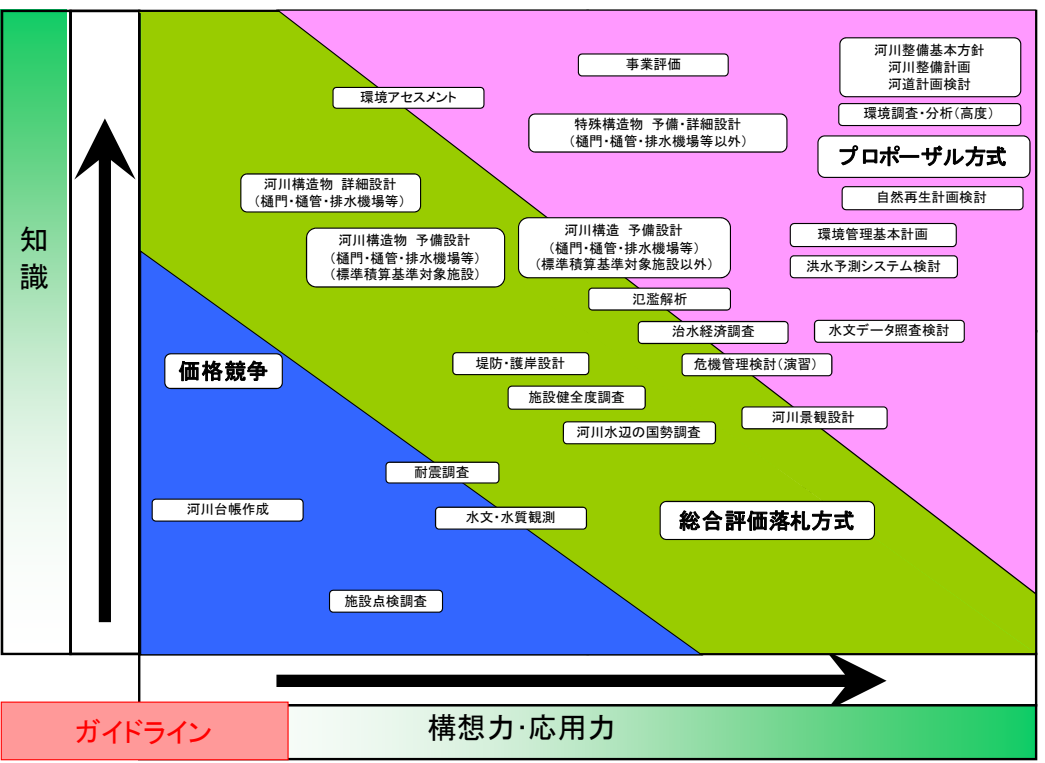 事業評価
河川整備基本方針
河川整備計画
河道計画検討
環境アセスメント
環境調査・分析(高度)
特殊構造物 予備・詳細設計
(樋門・樋管・排水機場等以外)
プロポーザル方式
河川構造物 詳細設計
(樋門・樋管・排水機場等)
自然再生計画検討
知
識
河川構造物 予備設計
(樋門・樋管・排水機場等)
(標準積算基準対象施設)
河川構造 予備設計
(樋門・樋管・排水機場等)
(標準積算基準対象施設以外)
環境管理基本計画
洪水予測システム検討
氾濫解析
治水経済調査
水文データ照査検討
価格競争
堤防・護岸設計
危機管理検討(演習)
施設健全度調査
河川景観設計
河川水辺の国勢調査
耐震調査
河川台帳作成
水文・水質観測
総合評価落札方式
施設点検調査
ガイドライン
構想力・応用力